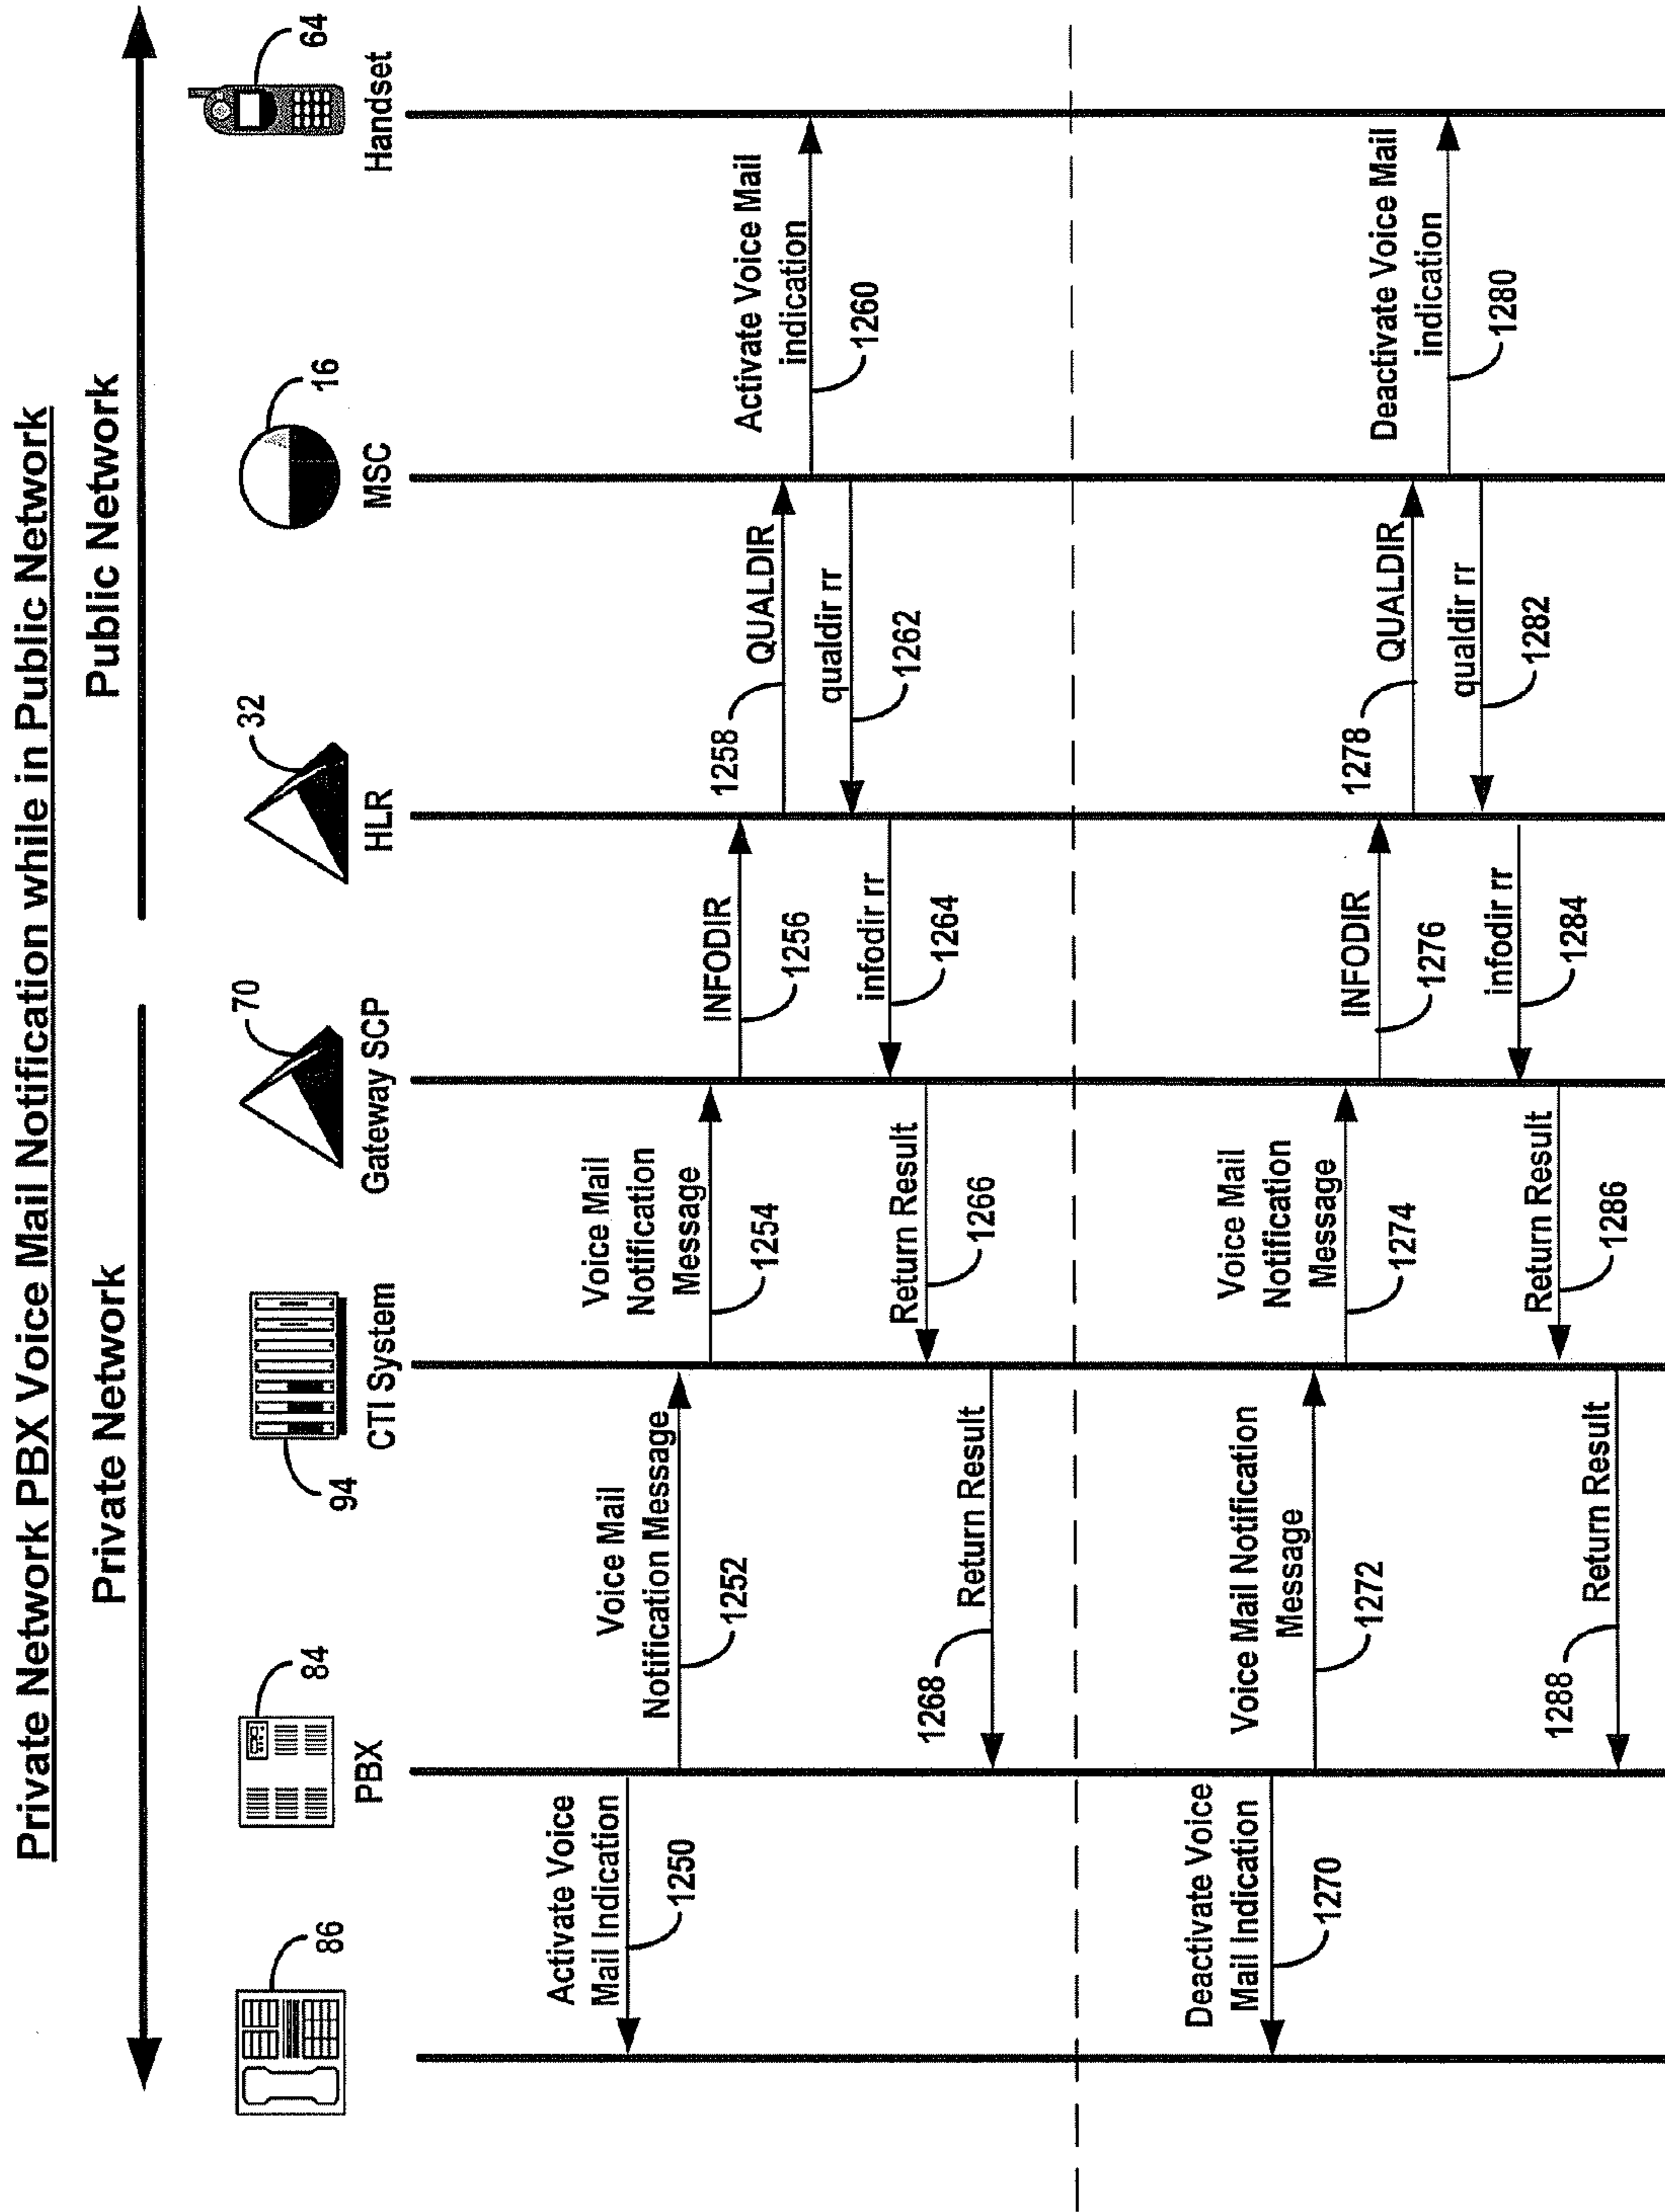 Private Network PBX Voice Mail Notification while in Public Network
Private Network
Public Network
86
84
94
70
32
16
64
PBX
CTI System
Gateway SCP
HLR
MSC
Handset
Activate Voice
Mail Indication
1250
Voice Mail
Notification Message
1252
Voice Mail
Notification
Message
1254
INFODIR
1256
1258
QUALDIR
Activate Voice Mail
indication
1260
qualdir rr
1262
infodir rr
1264
Return Result
1266
Return Result
1268
Deactivate Voice
Mail Indication
1270
Voice Mail Notification
Message
1272
Voice Mail
Notification
Message
1274
INFODIR
1276
1278
QUALDIR
Deactivate Voice Mail
indication
1280
qualdir rr
1282
infodir rr
1284
Return Result
1286
Return Result
1288